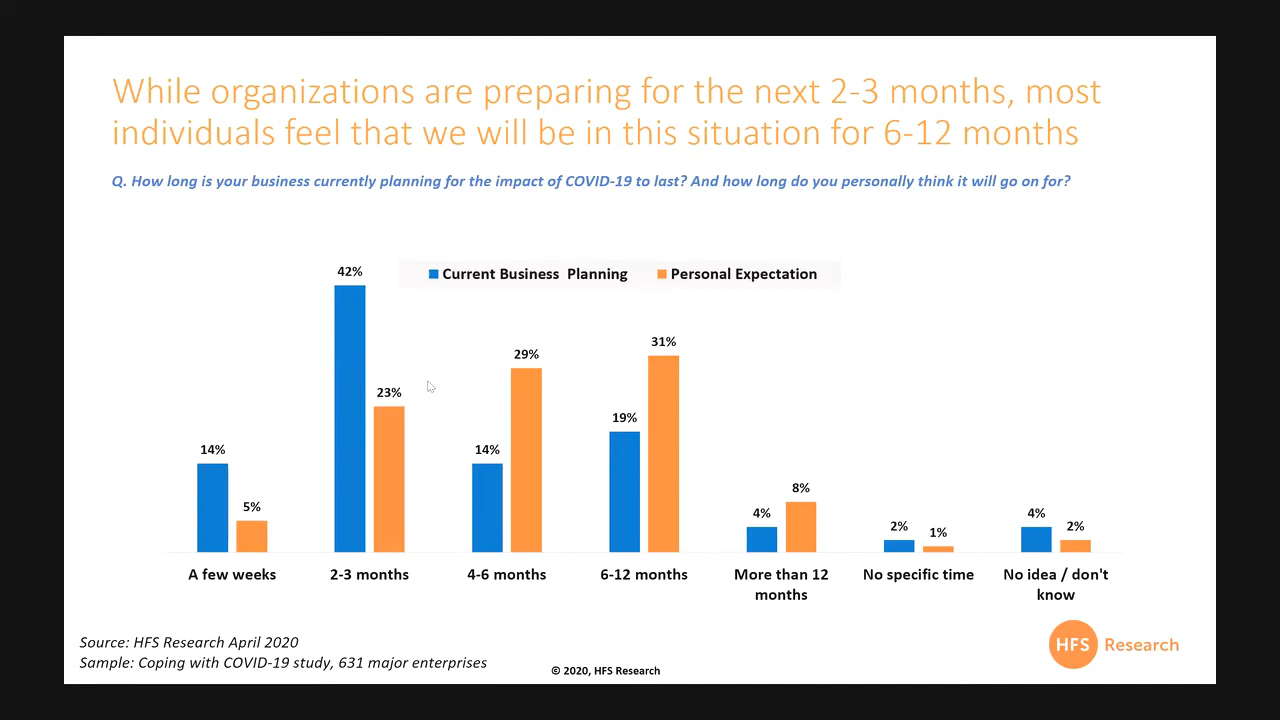 While organizations are preparing for the next 2-3 months, most
individuals feel that we will be in this situation for 6-12 months
Q. How long is your business currently planning for the impact of COVID-19 to last? And how long do you personally think it will go on for?
Current Business Planning
Personal Expectation
14%
5%
42%
23%
14%
29%
19%
31%
4%
8%
2%
1%
4%
2%
A few weeks
2-3 months
4-6 months
6-12 months
More than 12
months
No specific time
No idea / don't
know
Source: HFS Research April 2020
Sample: Coping with COVID-19 study, 631 major enterprises
© 2020, HFS Research
HFS Research